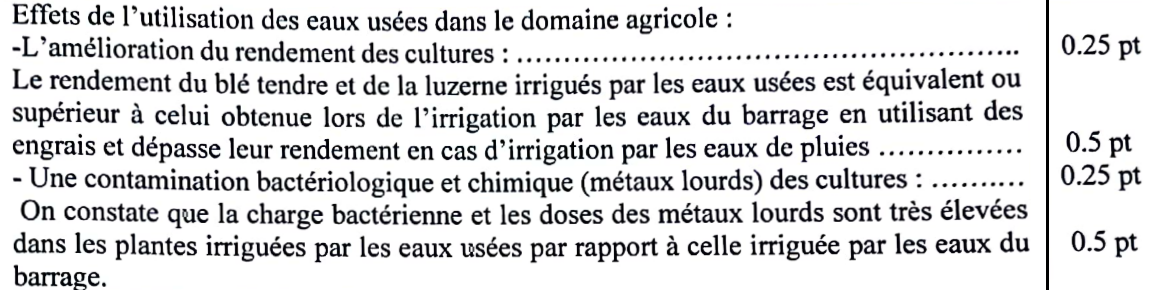 Effets de l'utilisation des eaux usées dans le domaine agricole :
-L'amélioration du rendement des cultures : ................................................... 0.25 pt
Le rendement du blé tendre et de la luzerne irrigués par les eaux usées est équivalent ou
supérieur à celui obtenue lors de l'irrigation par les eaux du barrage en utilisant des
engrais et dépasse leur rendement en cas d'irrigation par les eaux de pluies ............... 0.5 pt
- Une contamination bactériologique et chimique (métaux lourds) des cultures : .......... 0.25 pt
On constate que la charge bactérienne et les doses des métaux lourds sont très élevées
dans les plantes irriguées par les eaux usées par rapport à celle irriguée par les eaux du 0.5 pt
barrage.